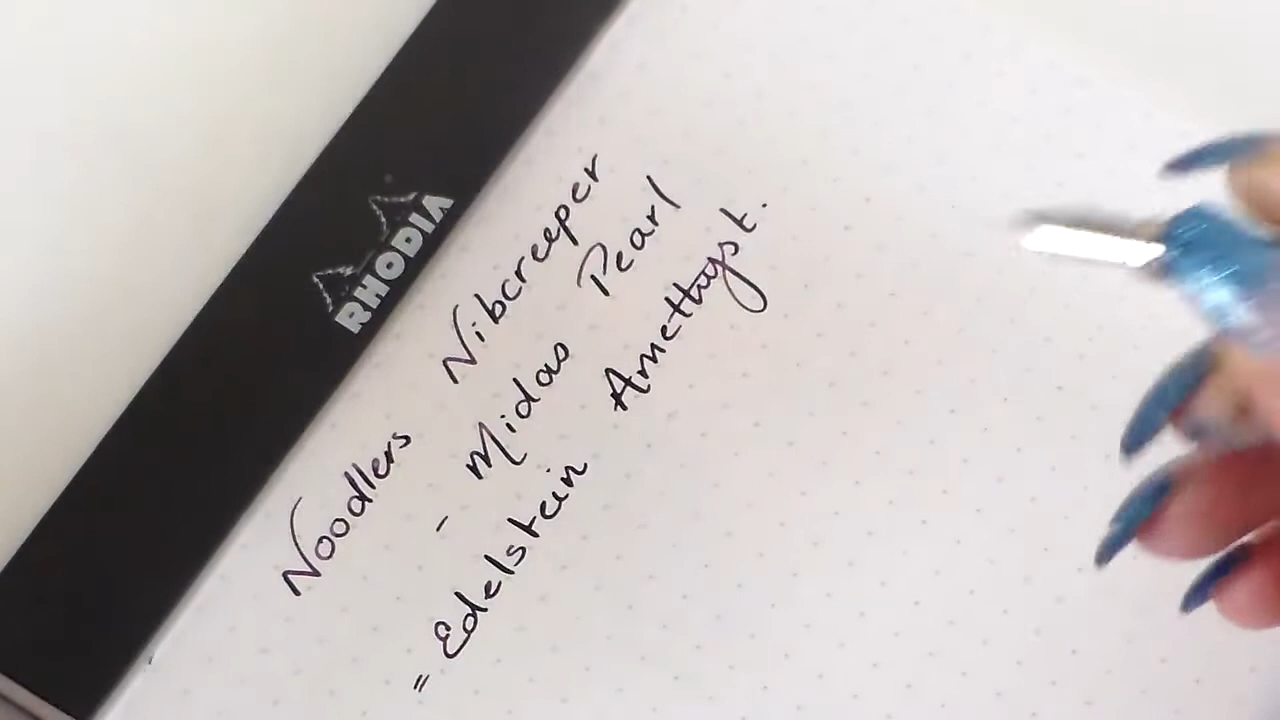 RHODIA
Noodlers Nibcreeper
- Midas Pearl
= Edelstein Amethyst.